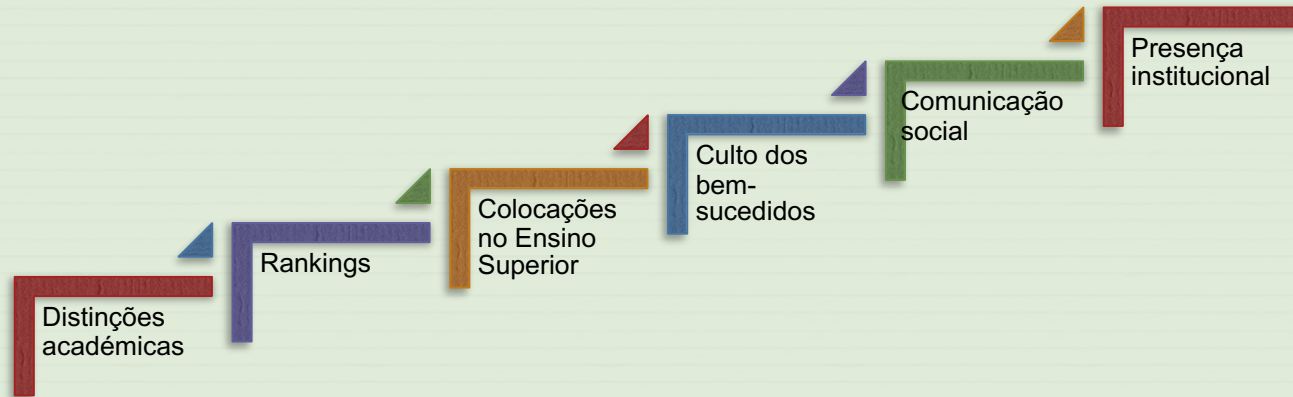 Distinções
académicas
Rankings
Colocações
no Ensino
Superior
Culto dos
bem-
sucedidos
Comunicação
social
Presença
institucional